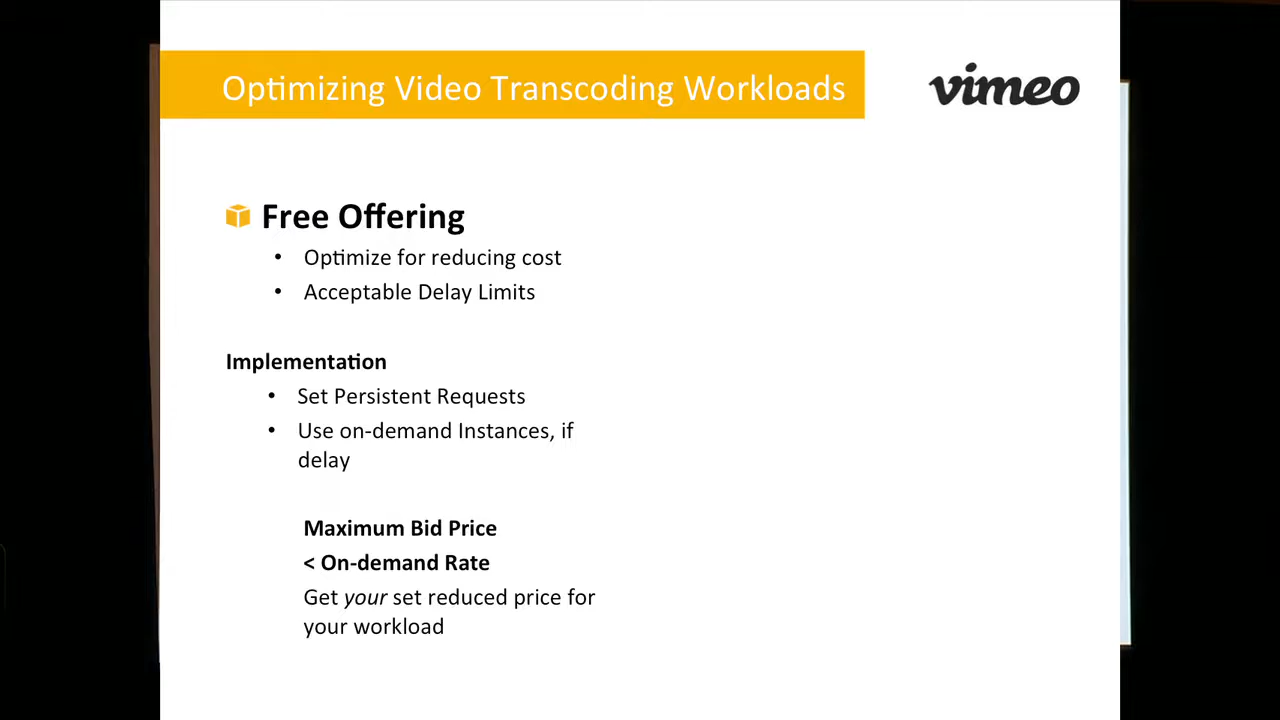 Optimizing Video Transcoding Workloads
vimeo
Free Offering
• Optimize for reducing cost
• Acceptable Delay Limits
Implementation
• Set Persistent Requests
• Use on-demand Instances, if
delay
Maximum Bid Price
< On-demand Rate
Get your set reduced price for
your workload